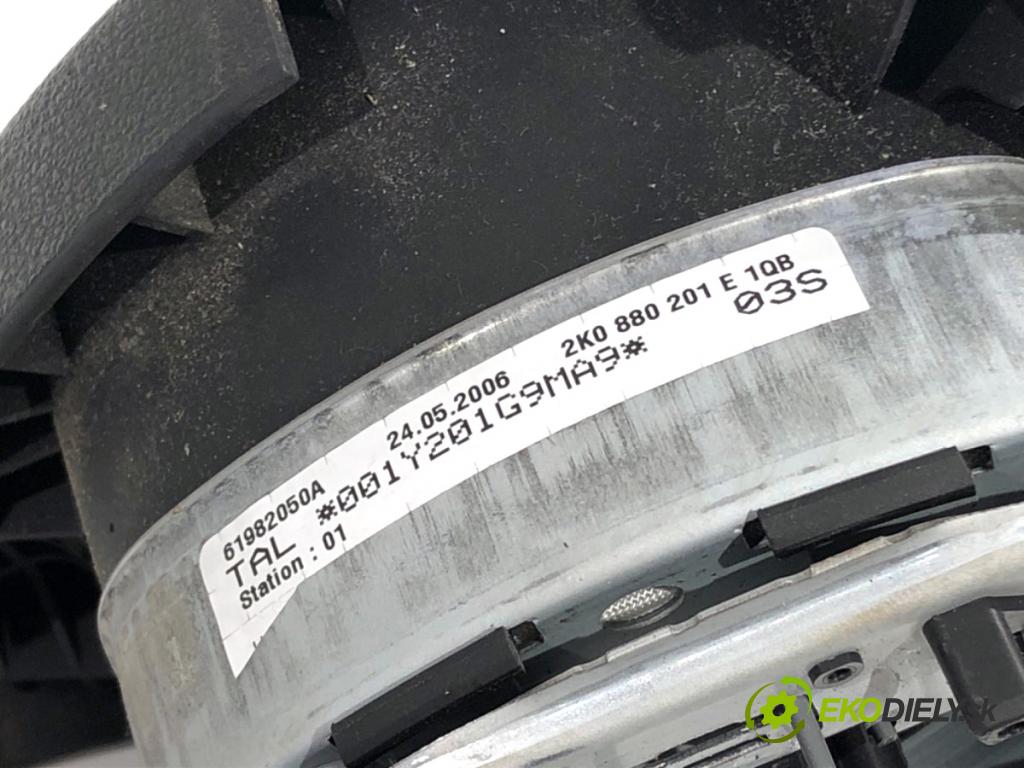 61982050A 24.05.2006 2K0 880 201 E 1QB
TAL *001Y201G9MA9* 03S
Station : 01
EKODIELY.sk